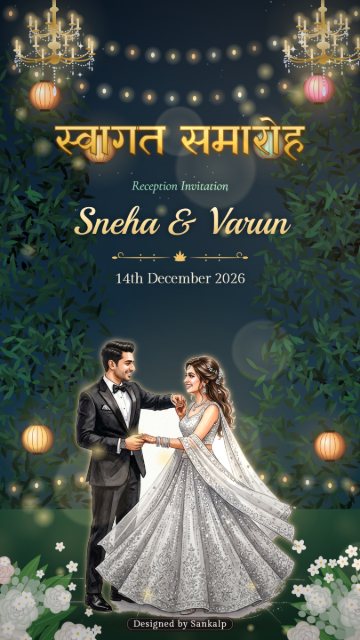 स्वागत समारोह
Reception Invitation
Sneha & Varun
14th December 2026
Designed by Sankalp